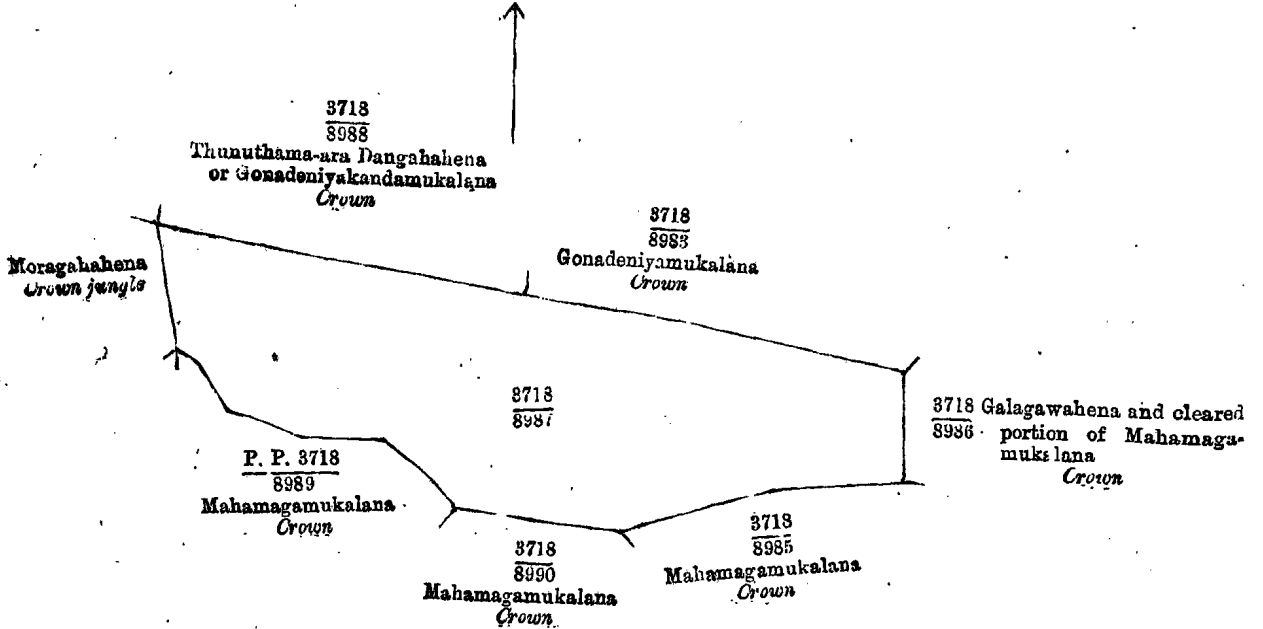 3718
8988
Thunuthama-ara Dangahahena
or Gonadeniyakandamukalana
Crown
3718
8983
Gonadeniyamukalana
Crown
Moragahahena
Crown jungle
3718
8987
3718 Galagawahena and cleared
8986 portion of Mahamaga-
mukalana
Crown
P. P. 3718
8989
Mahamagamukalana
Crown
3718
8985
Mahamagamukalana
Crown
3718
8990
Mahamagamukalana
Crown